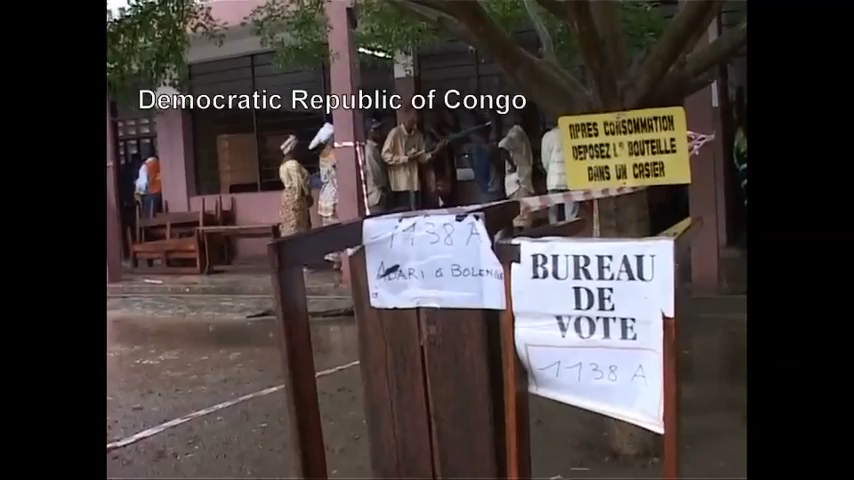 Democratic Republic of Congo
APRES CONSOMMATION
DEPOSEZ LA BOUTEILLE
DANS UN CASIER
1138 A
À BOLENGE
BUREAU
DE
VOTE
1138 A